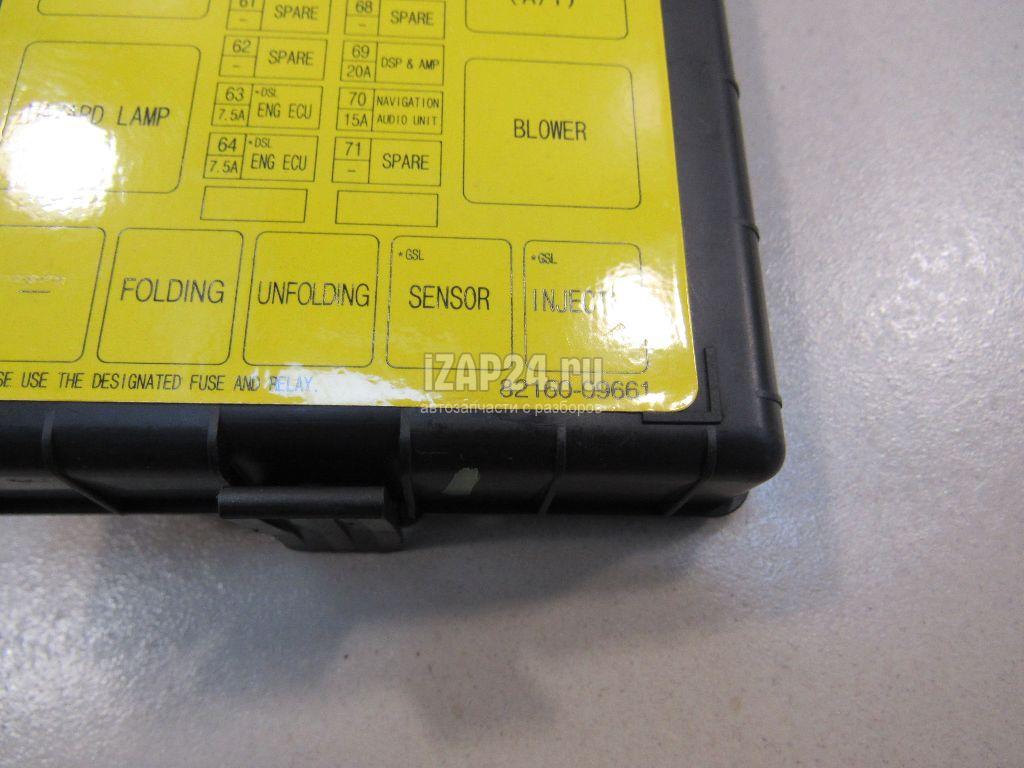 61
-
SPARE
68
-
SPARE
(A/T)
62
-
SPARE
69
20A
DSP & AMP
LAMP
63
7.5A
*DSL
ENG ECU
70
15A
NAVIGATION
AUDIO UNIT
BLOWER
64
7.5A
*DSL
ENG ECU
71
-
SPARE
FOLDING
UNFOLDING
*GSL
SENSOR
*GSL
USE THE DESIGNATED FUSE AND RELAY.
82160-09661
iZAP24.ru
автозапчасти с разборов